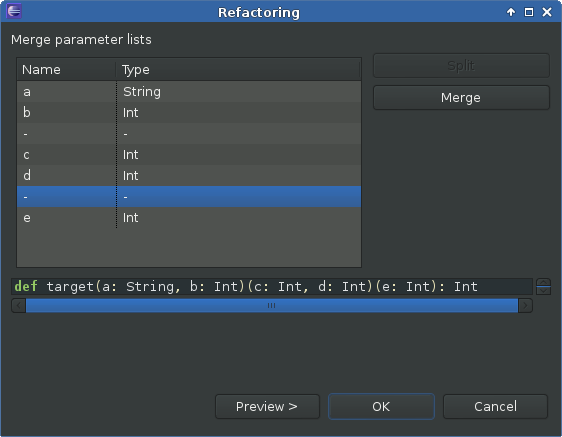 Refactoring
Merge parameter lists
Name Type
a String
b Int
- -
c Int
d Int
- -
e Int
Split
Merge
def target(a: String, b: Int)(c: Int, d: Int)(e: Int): Int
Preview > OK Cancel